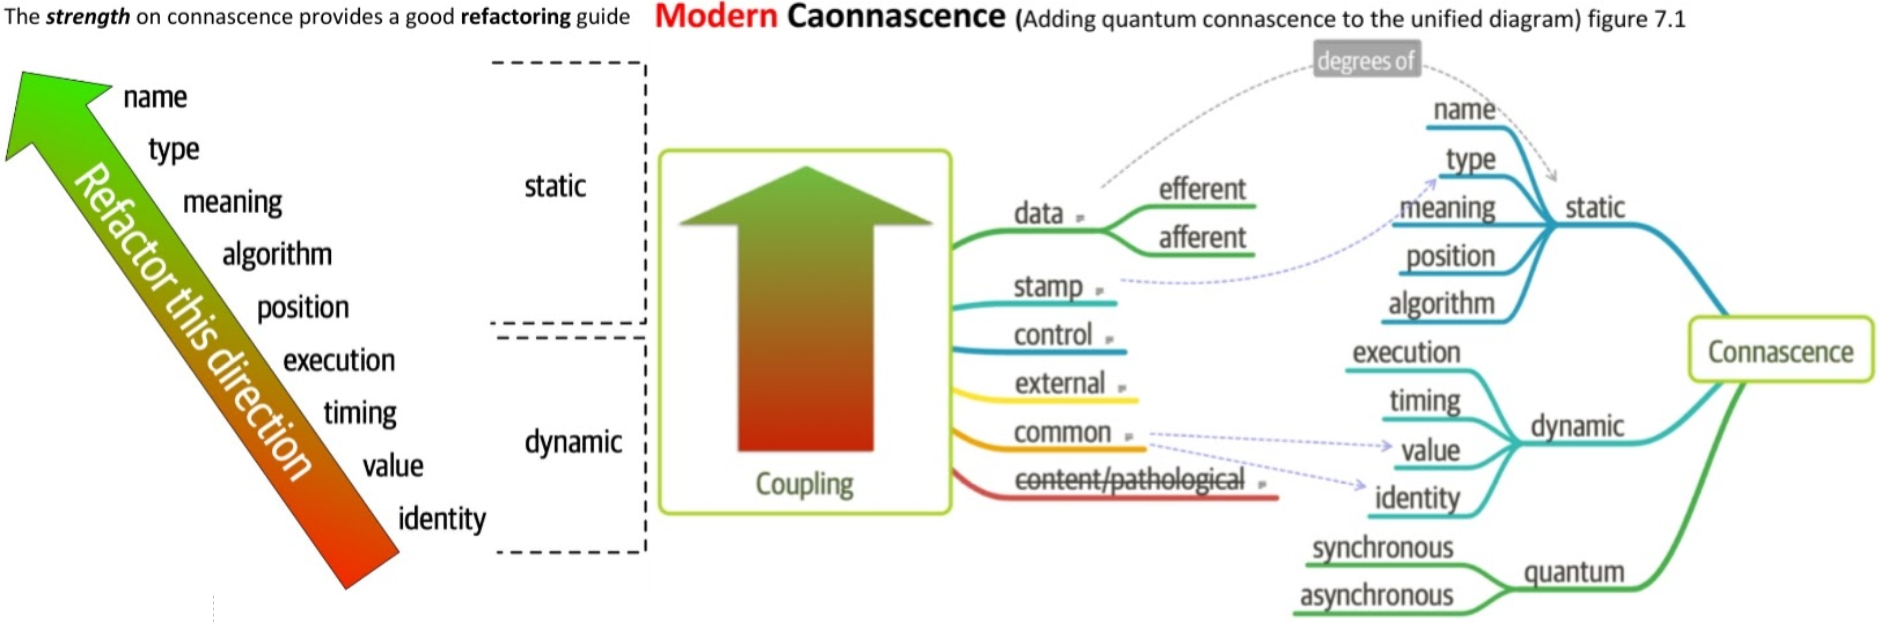 The strength on connascence provides a good refactoring guide
Modern Caonnascence (Adding quantum connascence to the unified diagram) figure 7.1
name
type
meaning
algorithm
position
execution
timing
value
identity
Refactor this direction
static
dynamic
Coupling
data
efferent
afferent
stamp
control
external
common
content/pathological
degrees of
name
type
meaning
position
algorithm
static
execution
timing
value
identity
dynamic
synchronous
asynchronous
quantum
Connascence